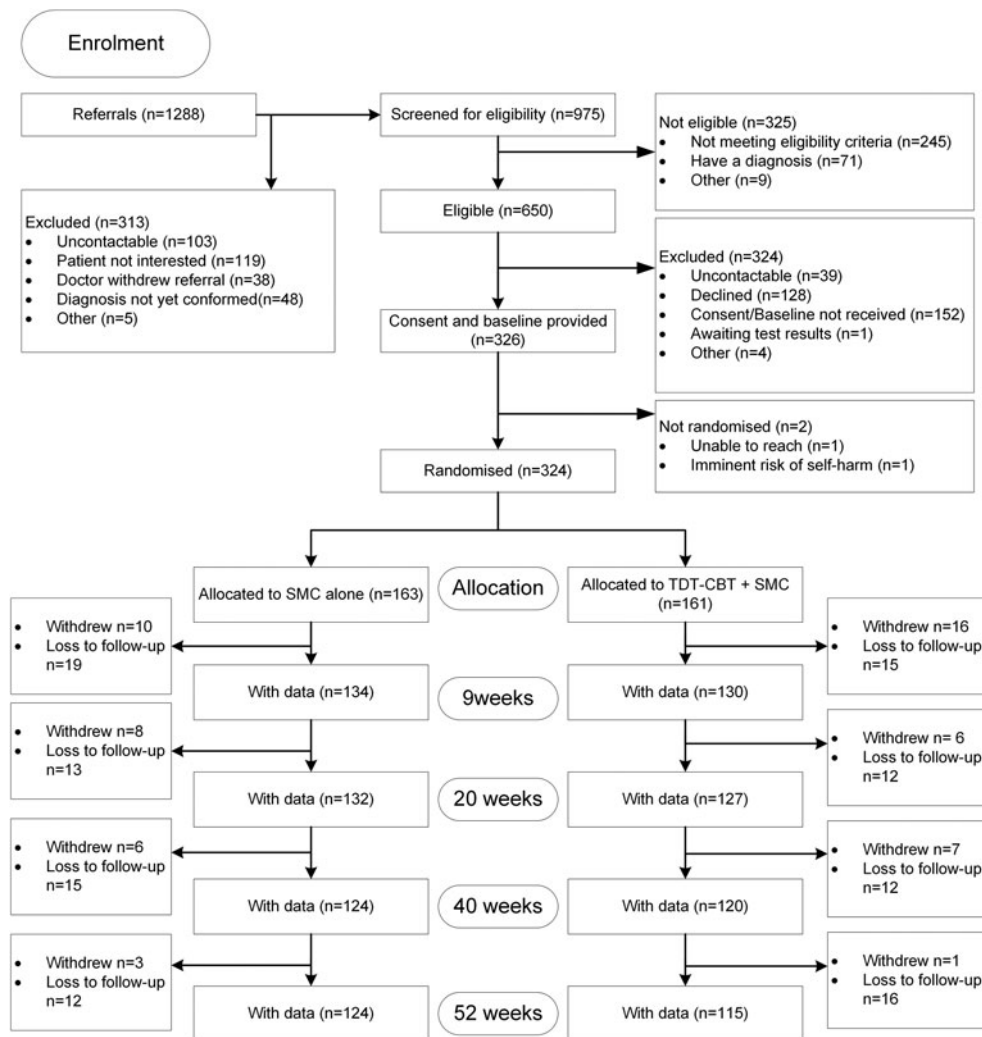 Enrolment
Referrals (n=1288)
Screened for eligibility (n=975)
Not eligible (n=325)
• Not meeting eligibility criteria (n=245)
• Have a diagnosis (n=71)
• Other (n=9)
Excluded (n=313)
• Uncontactable (n=103)
• Patient not interested (n=119)
• Doctor withdrew referral (n=38)
• Diagnosis not yet conformed(n=48)
• Other (n=5)
Eligible (n=650)
Excluded (n=324)
• Uncontactable (n=39)
• Declined (n=128)
• Consent/Baseline not received (n=152)
• Awaiting test results (n=1)
• Other (n=4)
Consent and baseline provided
(n=326)
Not randomised (n=2)
• Unable to reach (n=1)
• Imminent risk of self-harm (n=1)
Randomised (n=324)
Allocated to SMC alone (n=163)
Allocation
Allocated to TDT-CBT + SMC
(n=161)
• Withdrew n=10
• Loss to follow-up
n=19
• Withdrew n=16
• Loss to follow-up
n=15
With data (n=134)
9weeks
With data (n=130)
• Withdrew n=8
• Loss to follow-up
n=13
• Withdrew n= 6
• Loss to follow-up
n=12
With data (n=132)
20 weeks
With data (n=127)
• Withdrew n=6
• Loss to follow-up
n=15
• Withdrew n=7
• Loss to follow-up
n=12
With data (n=124)
40 weeks
With data (n=120)
• Withdrew n=3
• Loss to follow-up
n=12
• Withdrew n=1
• Loss to follow-up
n=16
With data (n=124)
52 weeks
With data (n=115)